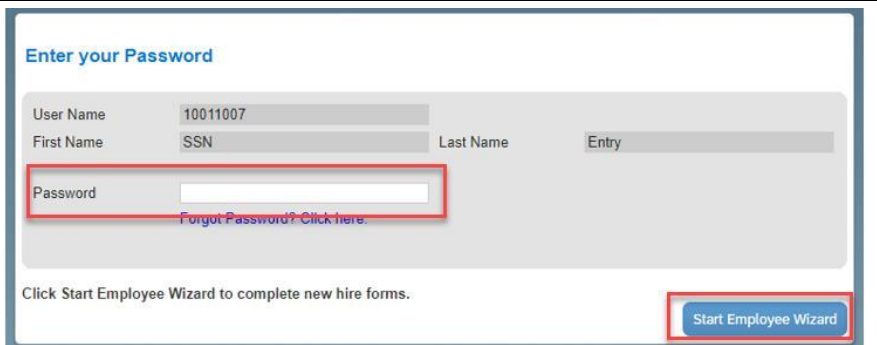 Enter your Password
User Name 10011007
First Name SSN Last Name Entry
Password
Forgot Password? Click here.
Click Start Employee Wizard to complete new hire forms.
Start Employee Wizard